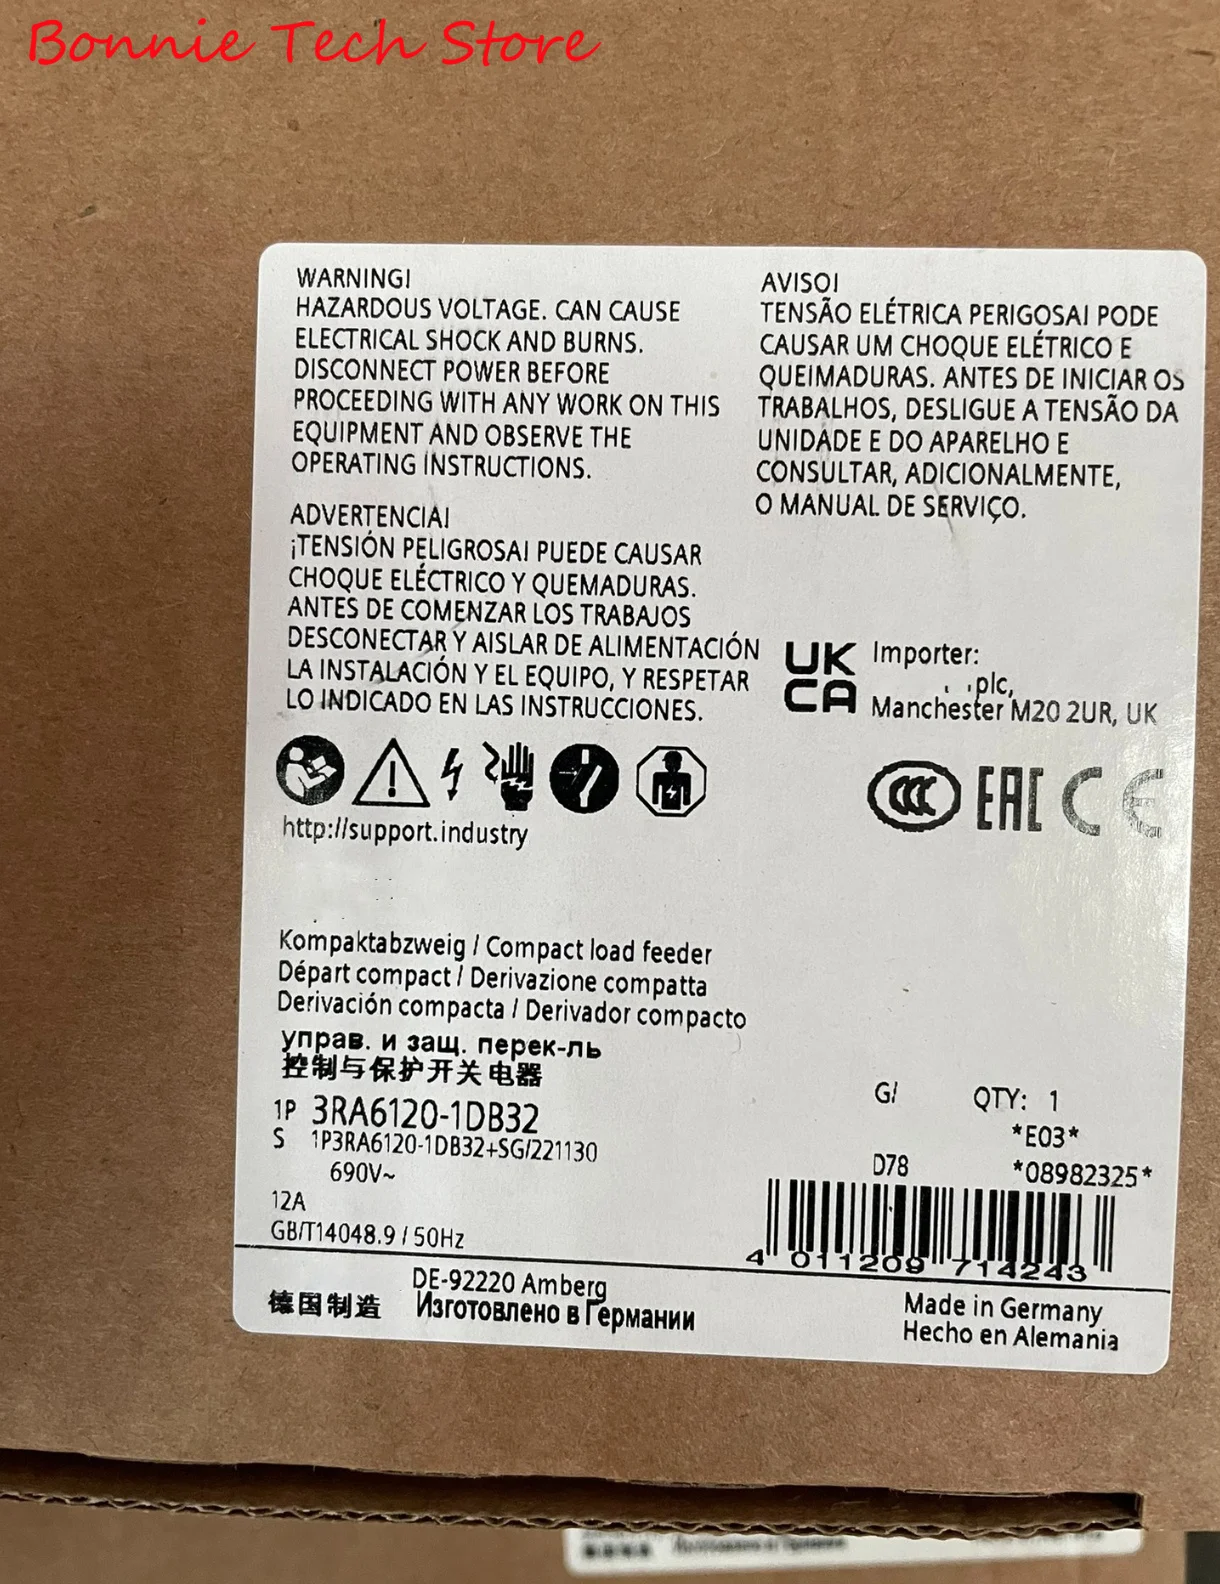 Bonnie Tech Store
WARNING!
HAZARDOUS VOLTAGE. CAN CAUSE
ELECTRICAL SHOCK AND BURNS.
DISCONNECT POWER BEFORE
PROCEEDING WITH ANY WORK ON THIS
EQUIPMENT AND OBSERVE THE
OPERATING INSTRUCTIONS.
ADVERTENCIA!
¡TENSIÓN PELIGROSA! PUEDE CAUSAR
CHOQUE ELÉCTRICO Y QUEMADURAS.
ANTES DE COMENZAR LOS TRABAJOS
DESCONECTAR Y AISLAR DE ALIMENTACIÓN
LA INSTALACIÓN Y EL EQUIPO, Y RESPETAR
LO INDICADO EN LAS INSTRUCCIONES.
AVISO!
TENSÃO ELÉTRICA PERIGOSA! PODE
CAUSAR UM CHOQUE ELÉTRICO E
QUEIMADURAS. ANTES DE INICIAR OS
TRABALHOS, DESLIGUE A TENSÃO DA
UNIDADE E DO APARELHO E
CONSULTAR, ADICIONALMENTE,
O MANUAL DE SERVIÇO.
UK
CA
Importer:
plc,
Manchester M20 2UR, UK
http://support.industry
CCC EAC CE
Kompaktabzweig / Compact load feeder
Départ compact / Derivazione compatta
Derivación compacta / Derivador compacto
управ. и защ. перек-ль
控制与保护开关电器
1P 3RA6120-1DB32
S 1P3RA6120-1DB32+SG/221130
690V~
12A
GB/T14048.9 / 50Hz
G/ QTY: 1
*E03*
D78 *08982325*
4 011209 714243
德国制造
DE-92220 Amberg
Изготовлено в Германии
Made in Germany
Hecho en Alemania